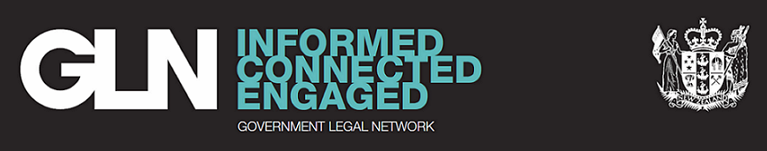 GLN
INFORMED
CONNECTED
ENGAGED
GOVERNMENT LEGAL NETWORK